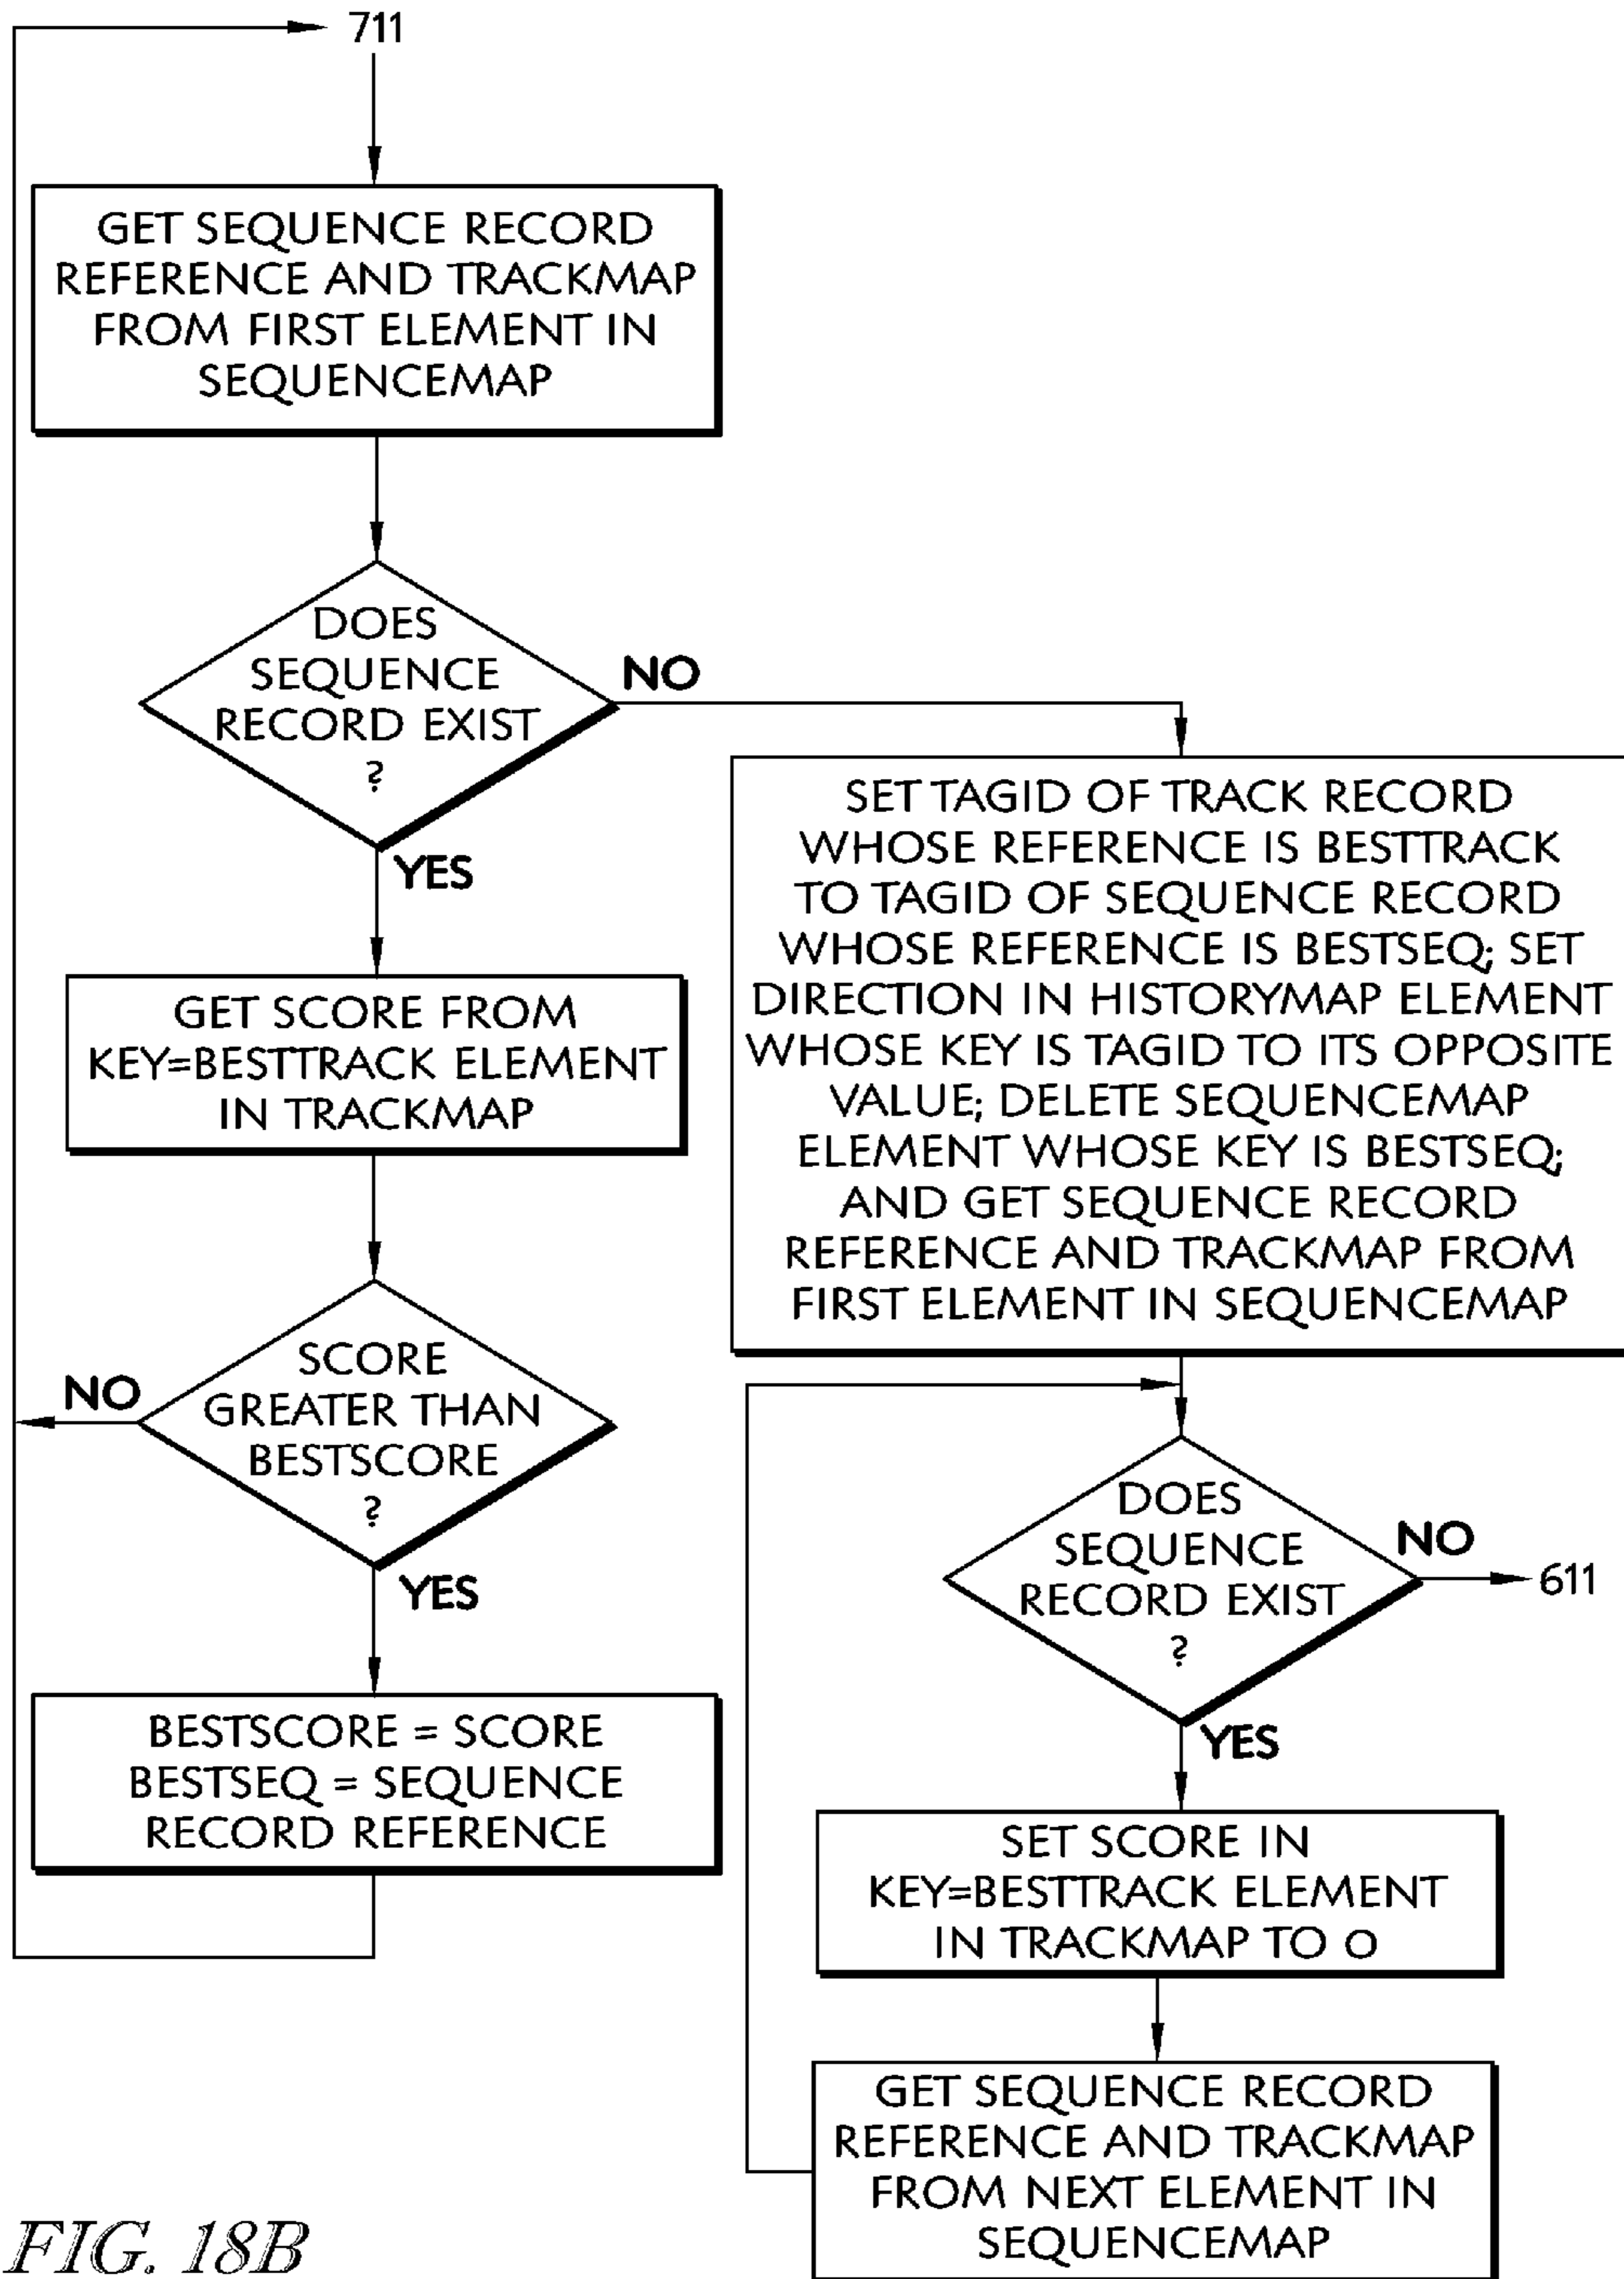 711
GET SEQUENCE RECORD
REFERENCE AND TRACKMAP
FROM FIRST ELEMENT IN
SEQUENCEMAP
DOES
SEQUENCE
RECORD EXIST
?
NO
YES
GET SCORE FROM
KEY=BESTTRACK ELEMENT
IN TRACKMAP
SCORE
GREATER THAN
BESTSCORE
?
NO
YES
BESTSCORE = SCORE
BESTSEQ = SEQUENCE
RECORD REFERENCE
SET TAGID OF TRACK RECORD
WHOSE REFERENCE IS BESTTRACK
TO TAGID OF SEQUENCE RECORD
WHOSE REFERENCE IS BESTSEQ; SET
DIRECTION IN HISTORYMAP ELEMENT
WHOSE KEY IS TAGID TO ITS OPPOSITE
VALUE; DELETE SEQUENCEMAP
ELEMENT WHOSE KEY IS BESTSEQ;
AND GET SEQUENCE RECORD
REFERENCE AND TRACKMAP FROM
FIRST ELEMENT IN SEQUENCEMAP
DOES
SEQUENCE
RECORD EXIST
?
NO
611
YES
SET SCORE IN
KEY=BESTTRACK ELEMENT
IN TRACKMAP TO 0
GET SEQUENCE RECORD
REFERENCE AND TRACKMAP
FROM NEXT ELEMENT IN
SEQUENCEMAP
FIG. 18B